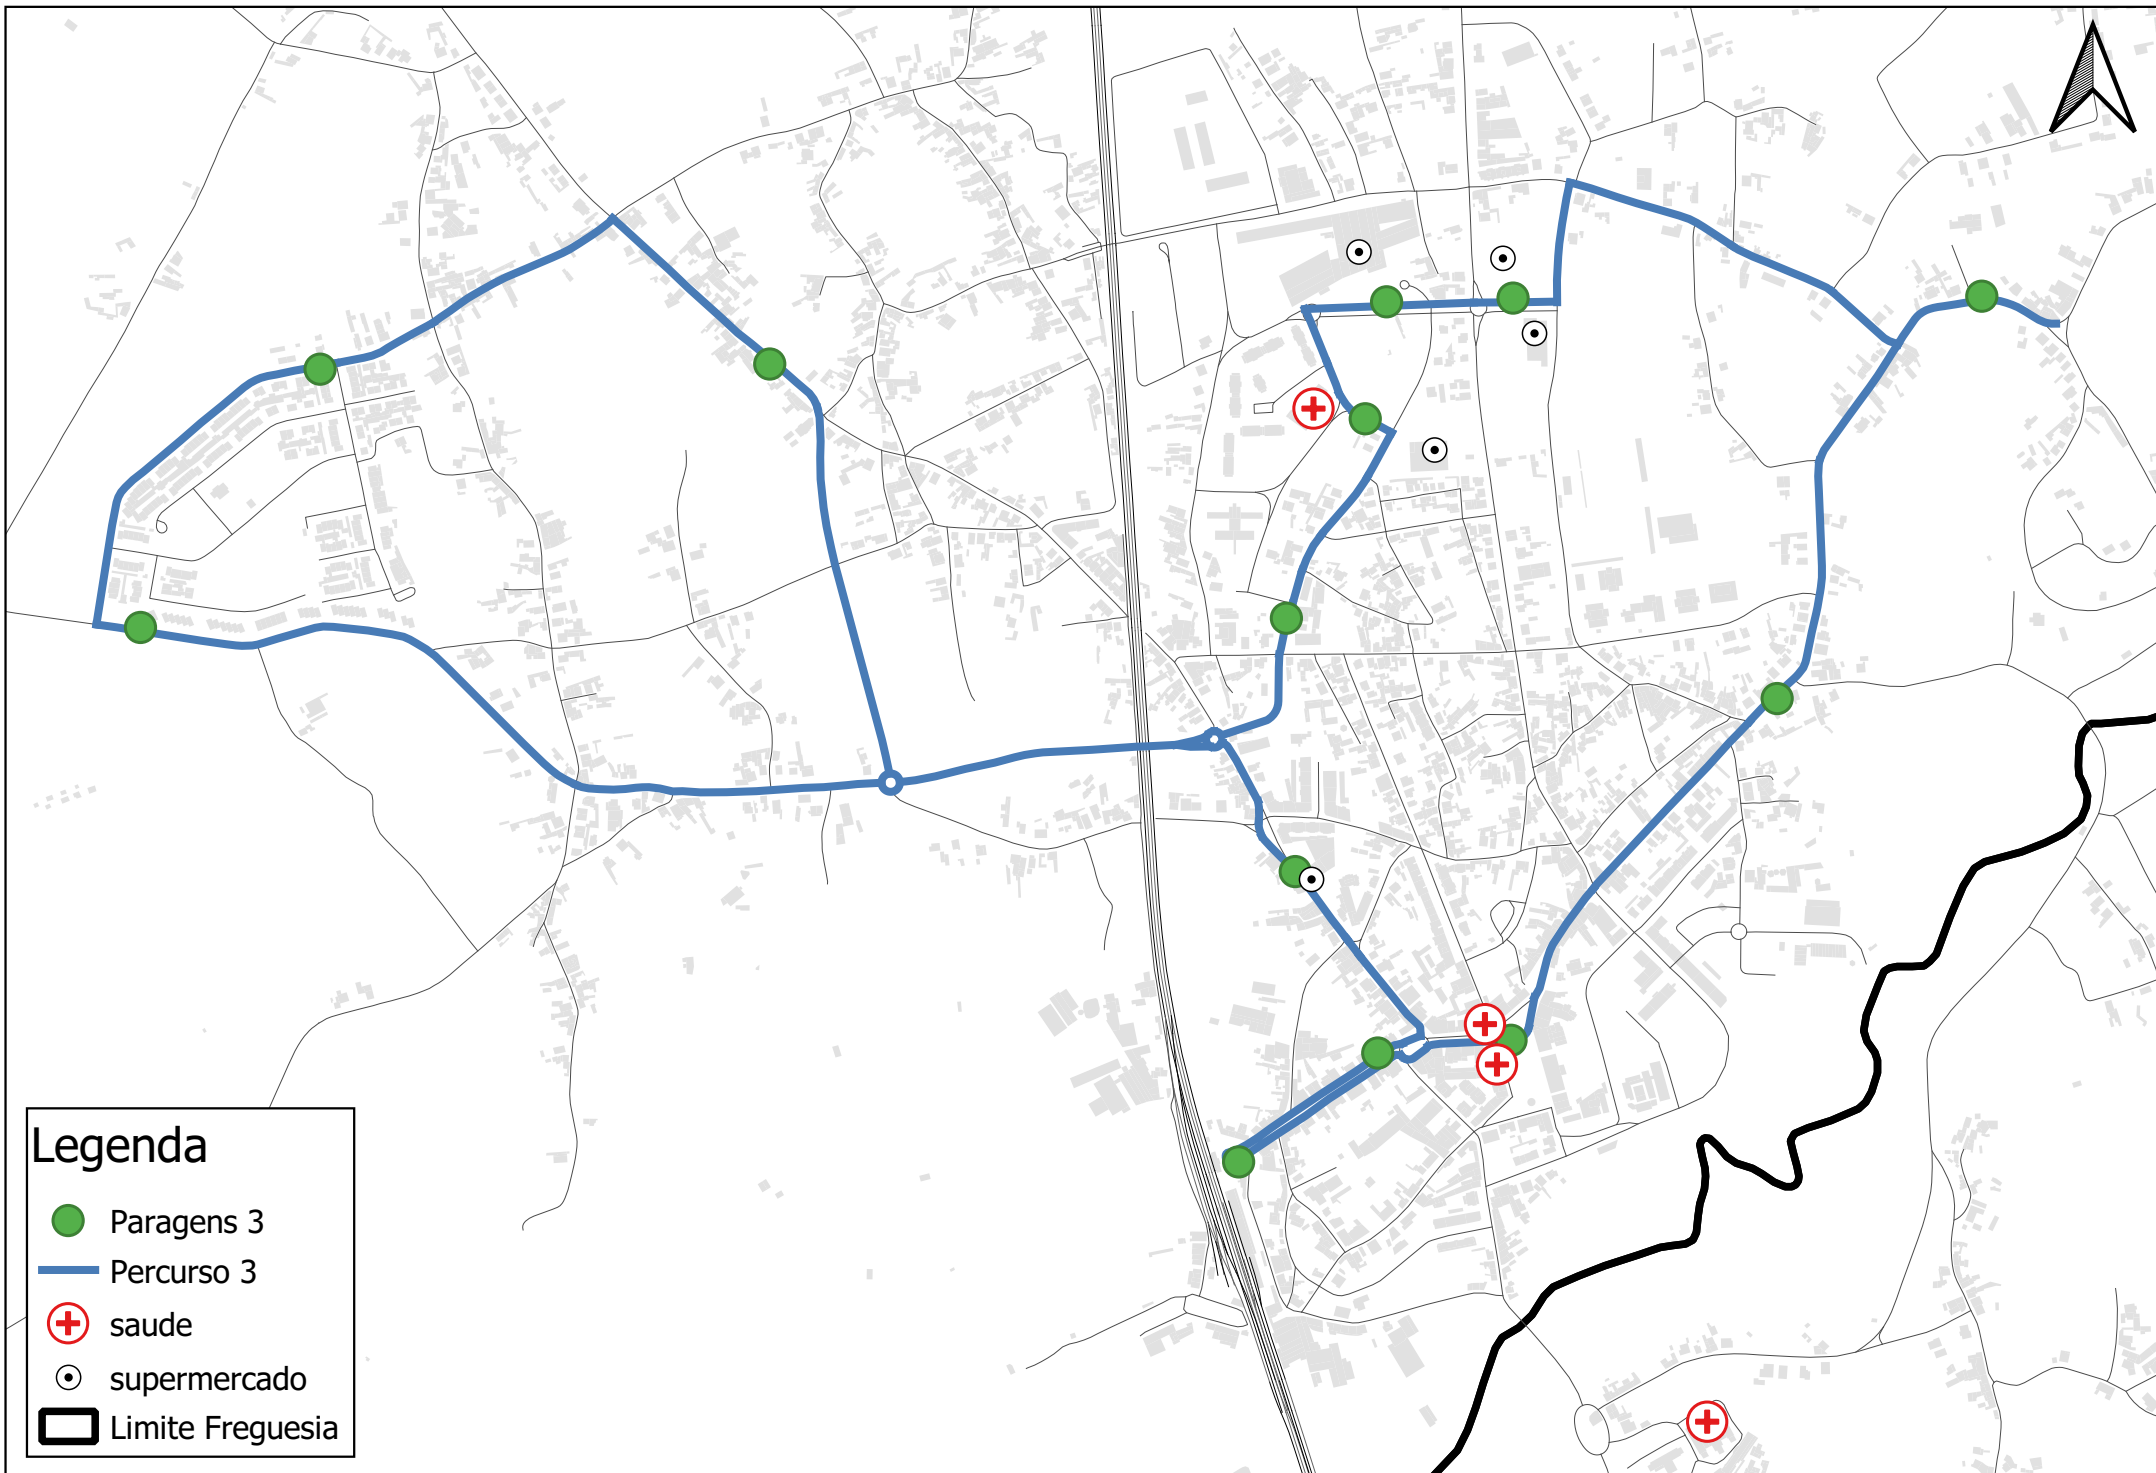 Legenda
Paragens 3
Percurso 3
saude
supermercado
Limite Freguesia